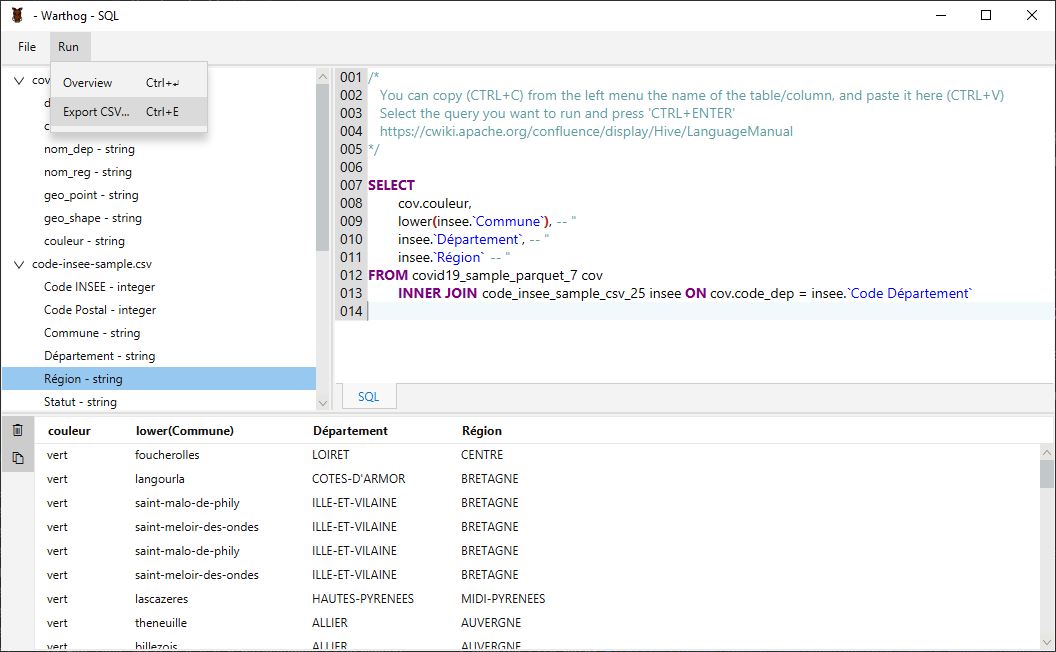 - Warthog - SQL
File Run
Overview Ctrl+↵
Export CSV... Ctrl+E
cov
d
c
nom_dep - string
nom_reg - string
geo_point - string
geo_shape - string
couleur - string
code-insee-sample.csv
Code INSEE - integer
Code Postal - integer
Commune - string
Département - string
Région - string
Statut - string
001 /*
002 You can copy (CTRL+C) from the left menu the name of the table/column, and paste it here (CTRL+V)
003 Select the query you want to run and press 'CTRL+ENTER'
004 https://cwiki.apache.org/confluence/display/Hive/LanguageManual
005 */
006
007 SELECT
008 cov.couleur,
009 lower(insee.`Commune`), -- "
010 insee.`Département`, -- "
011 insee.`Région` -- "
012 FROM covid19_sample_parquet_7 cov
013 INNER JOIN code_insee_sample_csv_25 insee ON cov.code_dep = insee.`Code Département`
014
SQL
couleur lower(Commune) Département Région
vert foucherolles LOIRET CENTRE
vert langourla COTES-D'ARMOR BRETAGNE
vert saint-malo-de-phily ILLE-ET-VILAINE BRETAGNE
vert saint-meloir-des-ondes ILLE-ET-VILAINE BRETAGNE
vert saint-malo-de-phily ILLE-ET-VILAINE BRETAGNE
vert saint-meloir-des-ondes ILLE-ET-VILAINE BRETAGNE
vert lascazeres HAUTES-PYRENEES MIDI-PYRENEES
vert theneuille ALLIER AUVERGNE
vert billezois ALLIER AUVERGNE